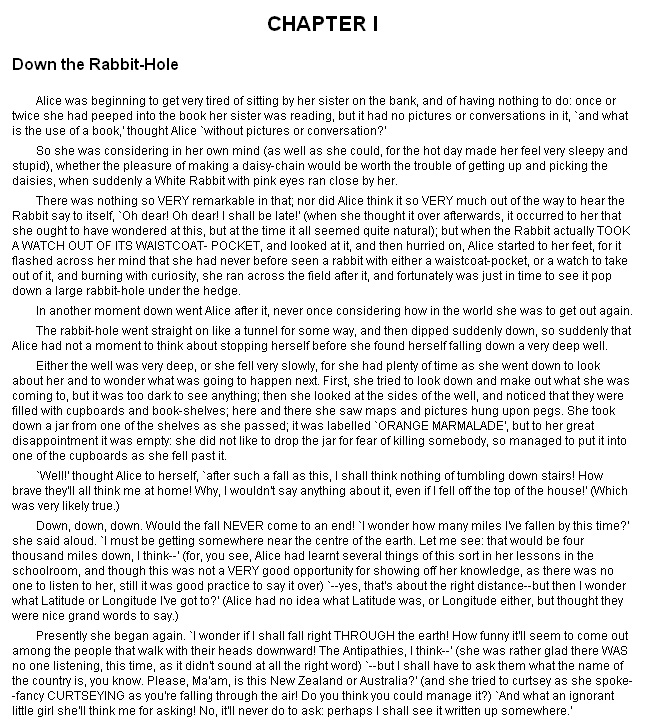 CHAPTER I
Down the Rabbit-Hole
Alice was beginning to get very tired of sitting by her sister on the bank, and of having nothing to do: once or
twice she had peeped into the book her sister was reading, but it had no pictures or conversations in it, `and what
is the use of a book,' thought Alice `without pictures or conversation?'
So she was considering in her own mind (as well as she could, for the hot day made her feel very sleepy and
stupid), whether the pleasure of making a daisy-chain would be worth the trouble of getting up and picking the
daisies, when suddenly a White Rabbit with pink eyes ran close by her.
There was nothing so VERY remarkable in that; nor did Alice think it so VERY much out of the way to hear the
Rabbit say to itself, `Oh dear! Oh dear! I shall be late!' (when she thought it over afterwards, it occurred to her that
she ought to have wondered at this, but at the time it all seemed quite natural); but when the Rabbit actually TOOK
A WATCH OUT OF ITS WAISTCOAT- POCKET, and looked at it, and then hurried on, Alice started to her feet, for it
flashed across her mind that she had never before seen a rabbit with either a waistcoat-pocket, or a watch to take
out of it, and burning with curiosity, she ran across the field after it, and fortunately was just in time to see it pop
down a large rabbit-hole under the hedge.
In another moment down went Alice after it, never once considering how in the world she was to get out again.
The rabbit-hole went straight on like a tunnel for some way, and then dipped suddenly down, so suddenly that
Alice had not a moment to think about stopping herself before she found herself falling down a very deep well.
Either the well was very deep, or she fell very slowly, for she had plenty of time as she went down to look
about her and to wonder what was going to happen next. First, she tried to look down and make out what she was
coming to, but it was too dark to see anything; then she looked at the sides of the well, and noticed that they were
filled with cupboards and book-shelves; here and there she saw maps and pictures hung upon pegs. She took
down a jar from one of the shelves as she passed; it was labelled `ORANGE MARMALADE', but to her great
disappointment it was empty: she did not like to drop the jar for fear of killing somebody, so managed to put it into
one of the cupboards as she fell past it.
`Well!' thought Alice to herself, `after such a fall as this, I shall think nothing of tumbling down stairs! How
brave they'll all think me at home! Why, I wouldn't say anything about it, even if I fell off the top of the house!' (Which
was very likely true.)
Down, down, down. Would the fall NEVER come to an end! `I wonder how many miles I've fallen by this time?'
she said aloud. `I must be getting somewhere near the centre of the earth. Let me see: that would be four
thousand miles down, I think--' (for, you see, Alice had learnt several things of this sort in her lessons in the
schoolroom, and though this was not a VERY good opportunity for showing off her knowledge, as there was no
one to listen to her, still it was good practice to say it over) `--yes, that's about the right distance--but then I wonder
what Latitude or Longitude I've got to?' (Alice had no idea what Latitude was, or Longitude either, but thought they
were nice grand words to say.)
Presently she began again. `I wonder if I shall fall right THROUGH the earth! How funny it'll seem to come out
among the people that walk with their heads downward! The Antipathies, I think--' (she was rather glad there WAS
no one listening, this time, as it didn't sound at all the right word) `--but I shall have to ask them what the name of
the country is, you know. Please, Ma'am, is this New Zealand or Australia?' (and she tried to curtsey as she spoke-
-fancy CURTSEYING as you're falling through the air! Do you think you could manage it?) `And what an ignorant
little girl she'll think me for asking! No, it'll never do to ask: perhaps I shall see it written up somewhere.'